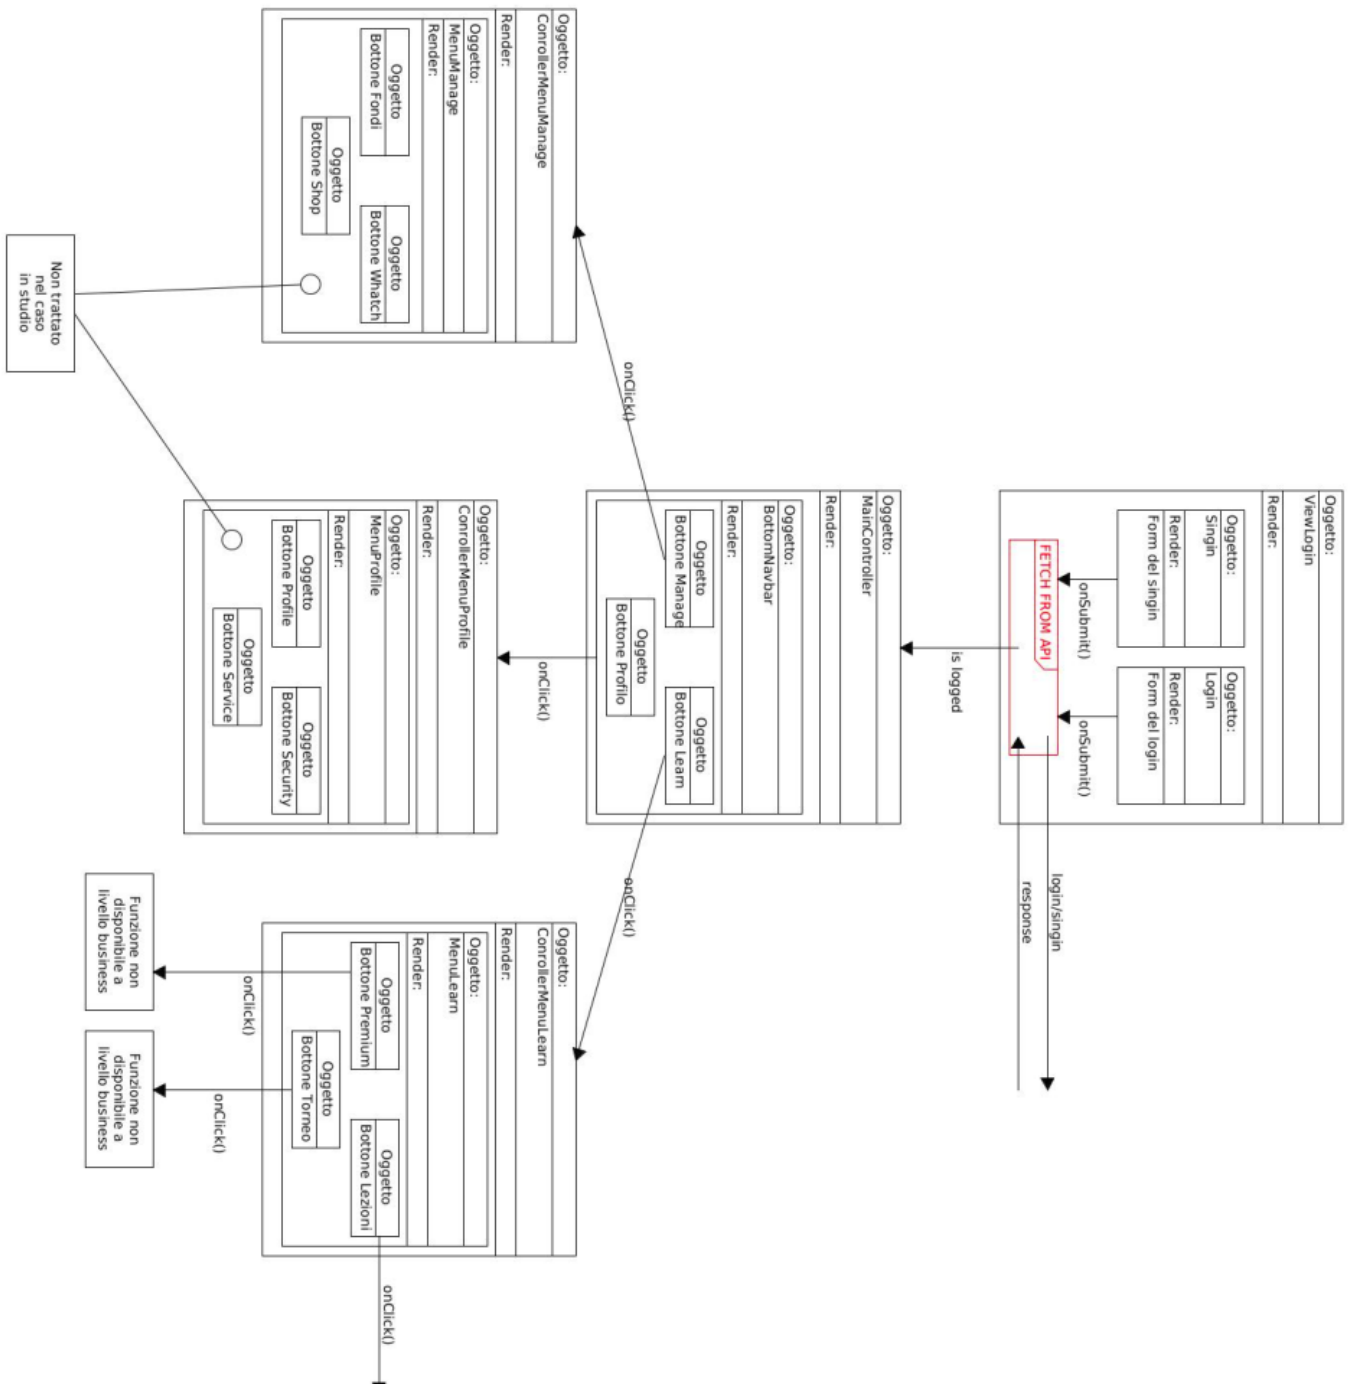 Oggetto:
ViewLogin
Render:
Oggetto:
Singin
Render:
Form del singin
Oggetto:
Login
Render:
Form del login
onSubmit()
onSubmit()
FETCH FROM API
login/singin
response
is logged
Oggetto:
MainController
Render:
Oggetto:
BottomNavbar
Render:
Oggetto
Bottone Manage
Oggetto
Bottone Learn
Oggetto
Bottone Profilo
onClick()
onClick()
onClick()
Oggetto:
ConrollerMenuManage
Render:
Oggetto:
MenuManage
Render:
Oggetto
Bottone Fondi
Oggetto
Bottone Whatch
Oggetto
Bottone Shop
Oggetto:
ConrollerMenuProfile
Render:
Oggetto:
MenuProfile
Render:
Oggetto
Bottone Profile
Oggetto
Bottone Security
Oggetto
Bottone Service
Oggetto:
ConrollerMenuLearn
Render:
Oggetto:
MenuLearn
Render:
Oggetto
Bottone Premium
Oggetto
Bottone Lezioni
Oggetto
Bottone Torneo
onClick()
onClick()
onClick()
Non trattato
nel caso
in studio
Funzione non
disponibile a
livello business
Funzione non
disponibile a
livello business